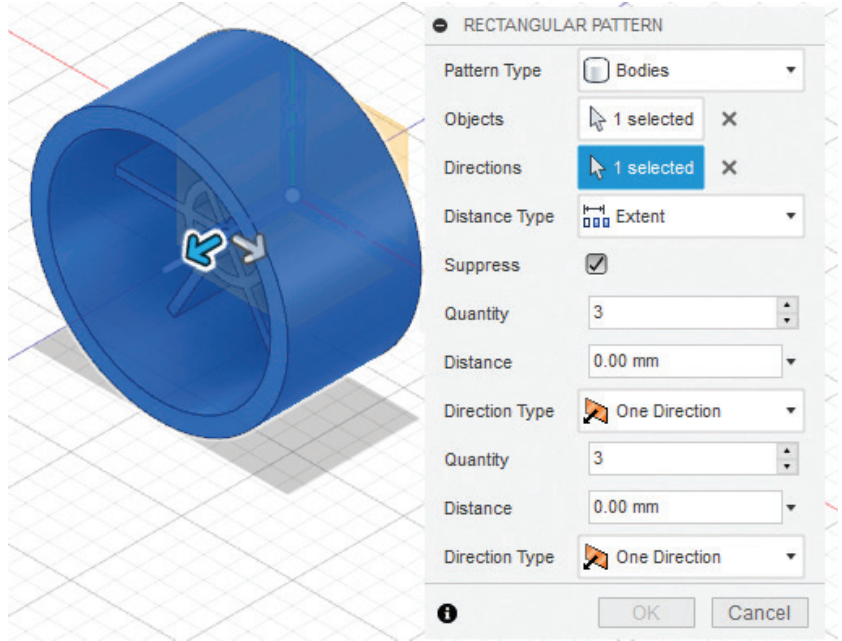 RECTANGULAR PATTERN
Pattern Type Bodies
Objects 1 selected
Directions 1 selected
Distance Type Extent
Suppress
Quantity 3
Distance 0.00 mm
Direction Type One Direction
Quantity 3
Distance 0.00 mm
Direction Type One Direction
OK Cancel